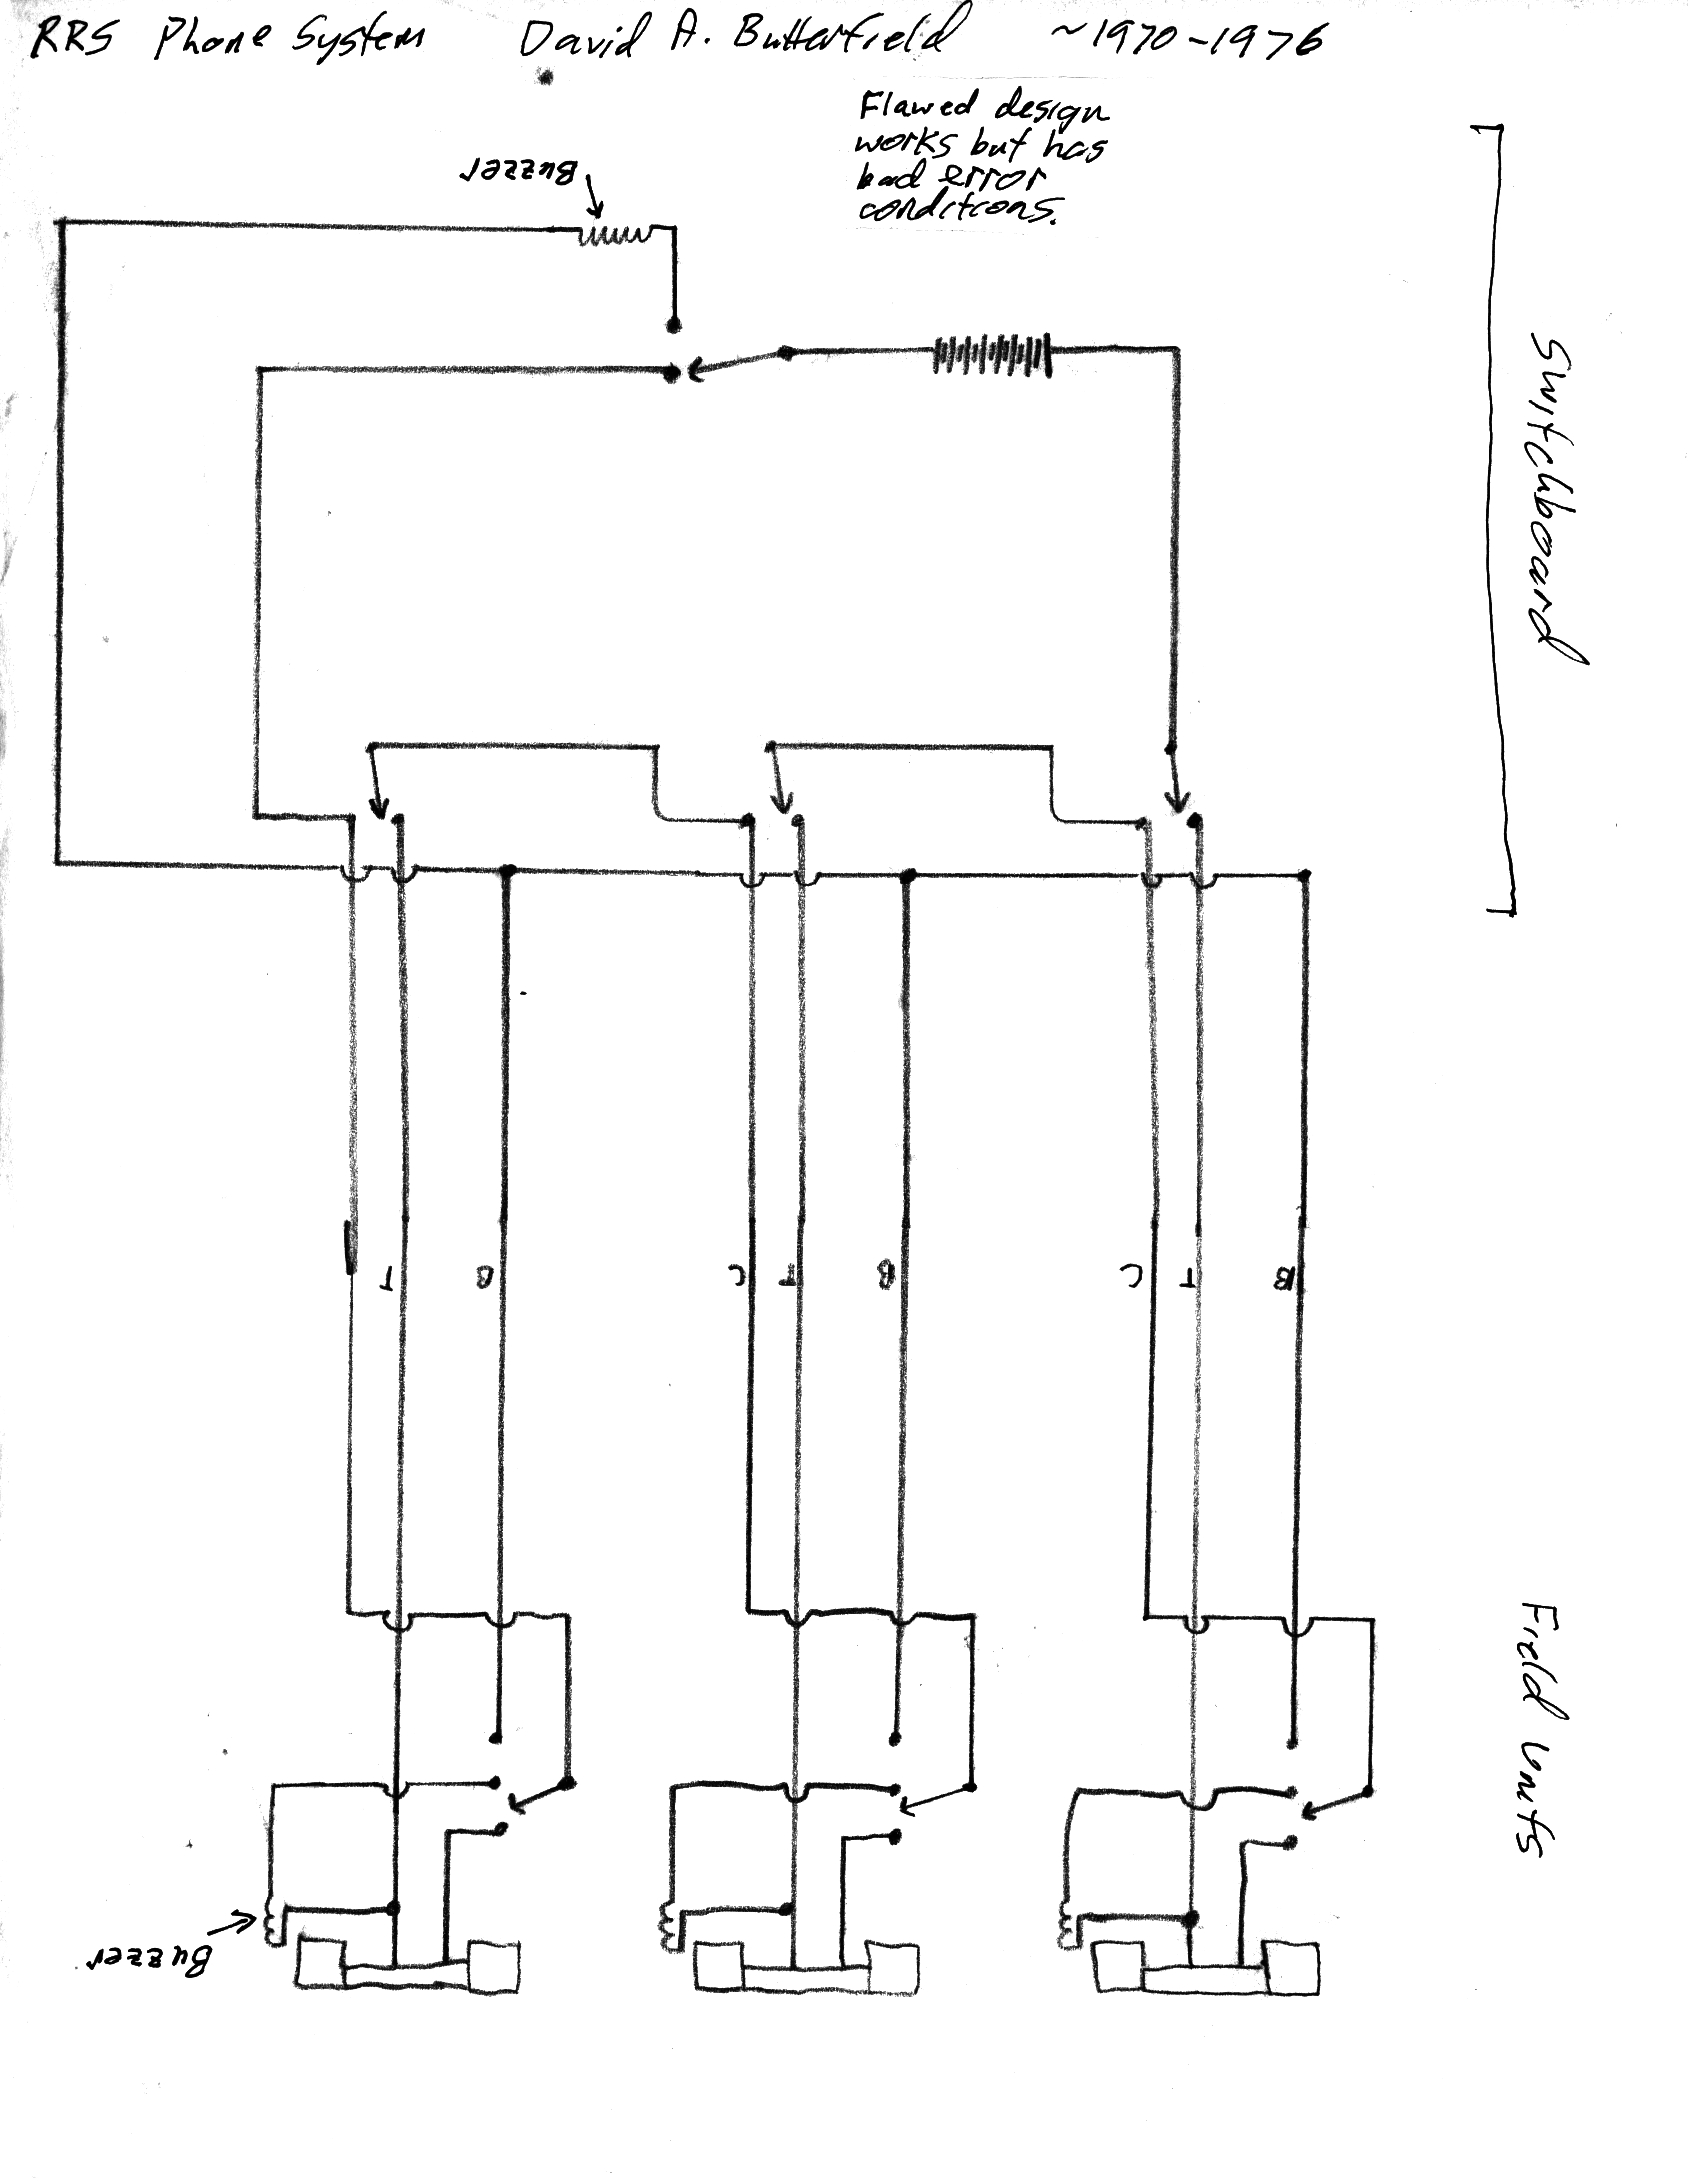 RRS Phone System David A. Butterfield ~1970-1976
Flawed design
works but has
bad error
conditions.
Buzzer
Switchboard
T B C T B C T B
Field Units
Buzzer